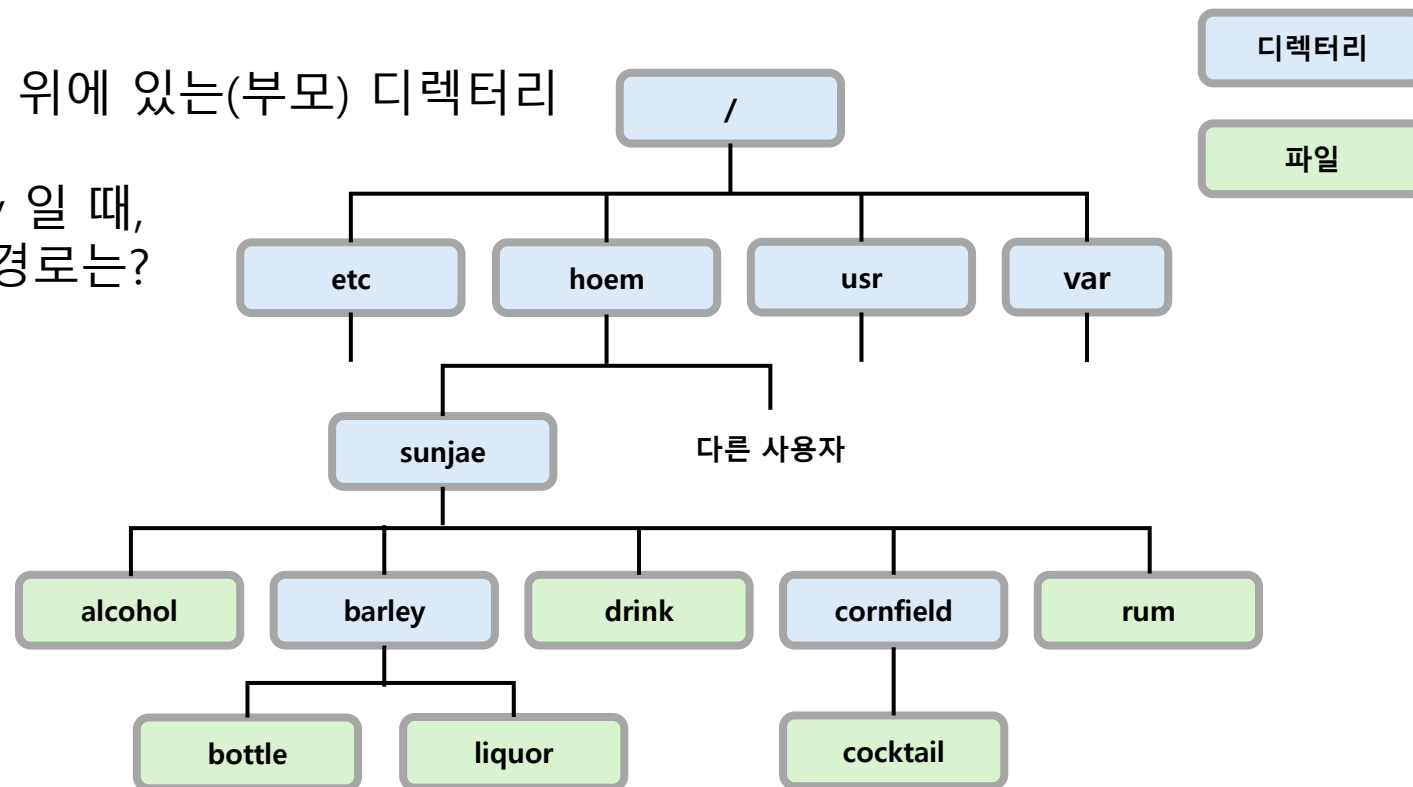 위에 있는(부모) 디렉터리
일 때,
경로는?
디렉터리
파일
/
etc
hoem
usr
var
sunjae
다른 사용자
alcohol
barley
drink
cornfield
rum
bottle
liquor
cocktail